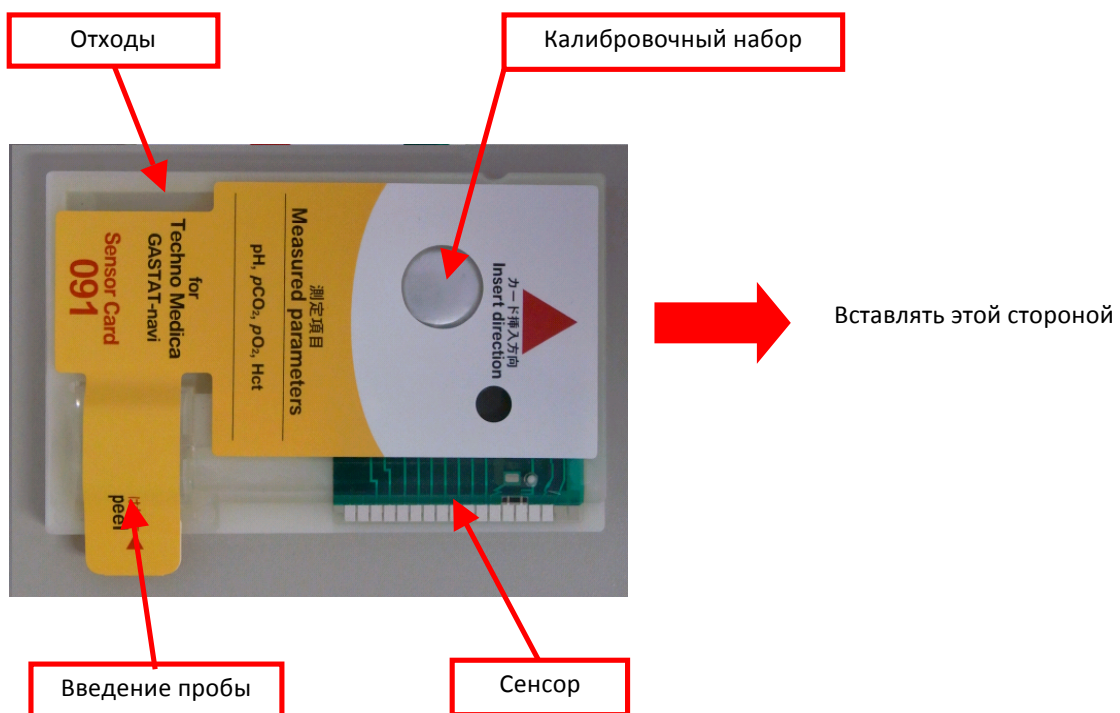 Отходы
Калибровочный набор
for
Techno Medica
GASTAT-navi
Sensor Card
091
測定項目
Measured parameters
pH, pCO₂, pO₂, Hct
カード挿入方向
Insert direction
peel
Вставлять этой стороной
Введение пробы
Сенсор